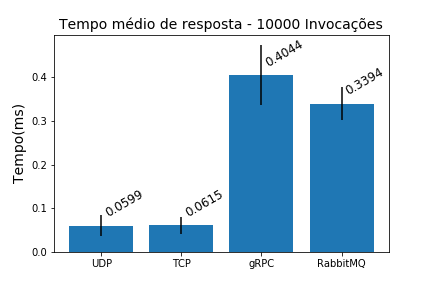 Tempo médio de resposta - 10000 Invocações
Tempo(ms)
0.4
0.3
0.2
0.1
0.0
0.0599
0.0615
0.4044
0.3394
UDP
TCP
gRPC
RabbitMQ